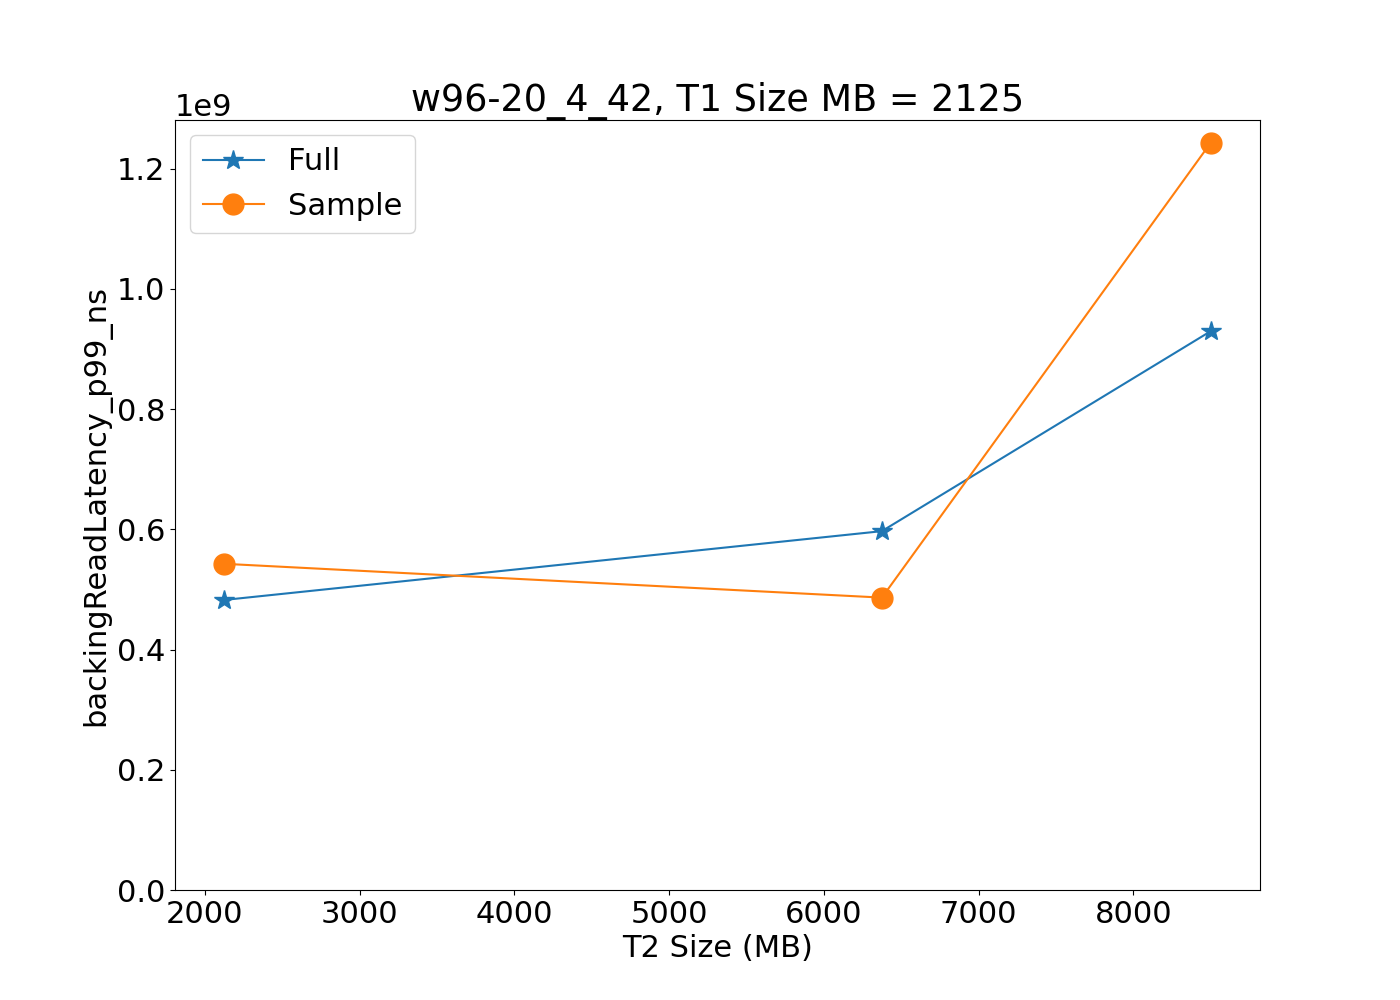 w96-20_4_42, T1 Size MB = 2125
1e9
Full
Sample
1.2
1.0
0.8
0.6
0.4
0.2
0.0
backingReadLatency_p99_ns
2000 3000 4000 5000 6000 7000 8000
T2 Size (MB)